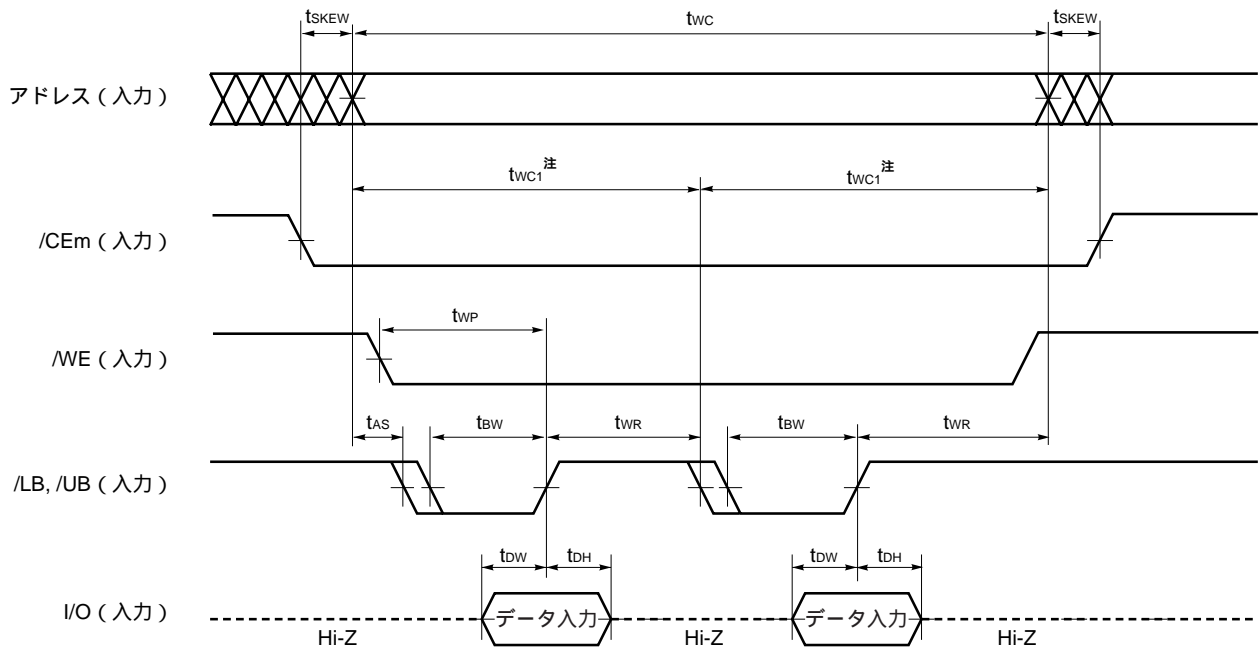 tSKEW tWC tSKEW
アドレス（入力）
tWC1注 tWC1注
/CEm（入力）
tWP
/WE（入力）
tAS tBW tWR tBW tWR
/LB, /UB（入力）
tDW tDH tDW tDH
I/O（入力） データ入力 データ入力
Hi-Z Hi-Z Hi-Z